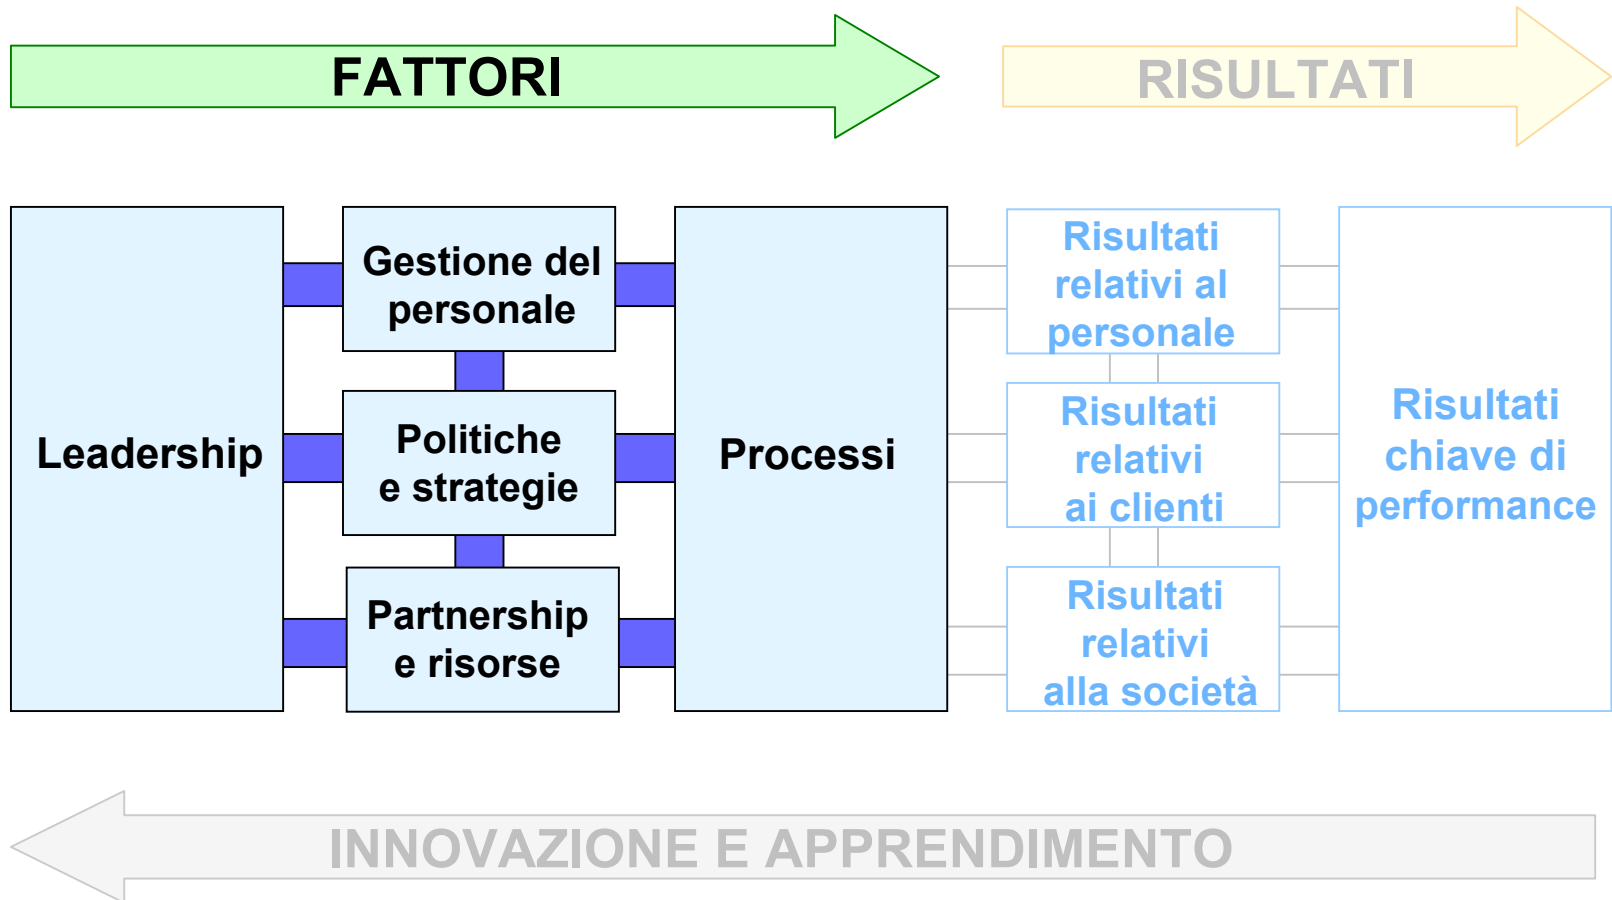 FATTORI
RISULTATI
Leadership
Gestione del
personale
Politiche
e strategie
Partnership
e risorse
Processi
Risultati
relativi al
personale
Risultati
relativi
ai clienti
Risultati
relativi
alla società
Risultati
chiave di
performance
INNOVAZIONE E APPRENDIMENTO